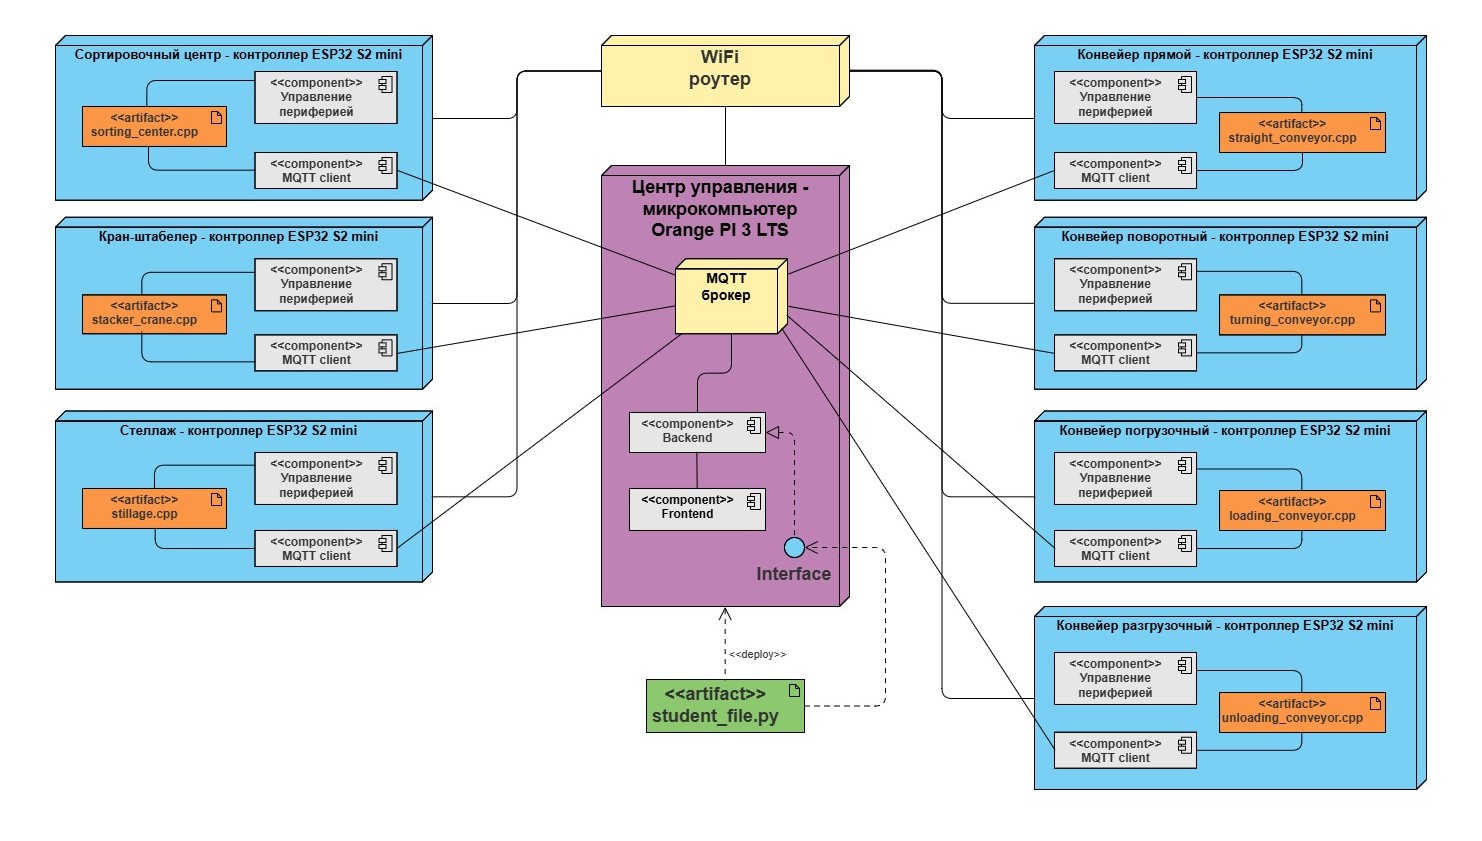 Сортировочный центр - контроллер ESP32 S2 mini
<<component>>
Управление
периферией
<<artifact>>
sorting_center.cpp
<<component>>
MQTT client
Кран-штабелер - контроллер ESP32 S2 mini
<<component>>
Управление
периферией
<<artifact>>
stacker_crane.cpp
<<component>>
MQTT client
Стеллаж - контроллер ESP32 S2 mini
<<component>>
Управление
периферией
<<artifact>>
stillage.cpp
<<component>>
MQTT client
WiFi
роутер
Центр управления -
микрокомпьютер
Orange PI 3 LTS
MQTT
брокер
<<component>>
Backend
<<component>>
Frontend
Interface
<<deploy>>
<<artifact>>
student_file.py
Конвейер прямой - контроллер ESP32 S2 mini
<<component>>
Управление
периферией
<<artifact>>
straight_conveyor.cpp
<<component>>
MQTT client
Конвейер поворотный - контроллер ESP32 S2 mini
<<component>>
Управление
периферией
<<artifact>>
turning_conveyor.cpp
<<component>>
MQTT client
Конвейер погрузочный - контроллер ESP32 S2 mini
<<component>>
Управление
периферией
<<artifact>>
loading_conveyor.cpp
<<component>>
MQTT client
Конвейер разгрузочный - контроллер ESP32 S2 mini
<<component>>
Управление
периферией
<<artifact>>
unloading_conveyor.cpp
<<component>>
MQTT client